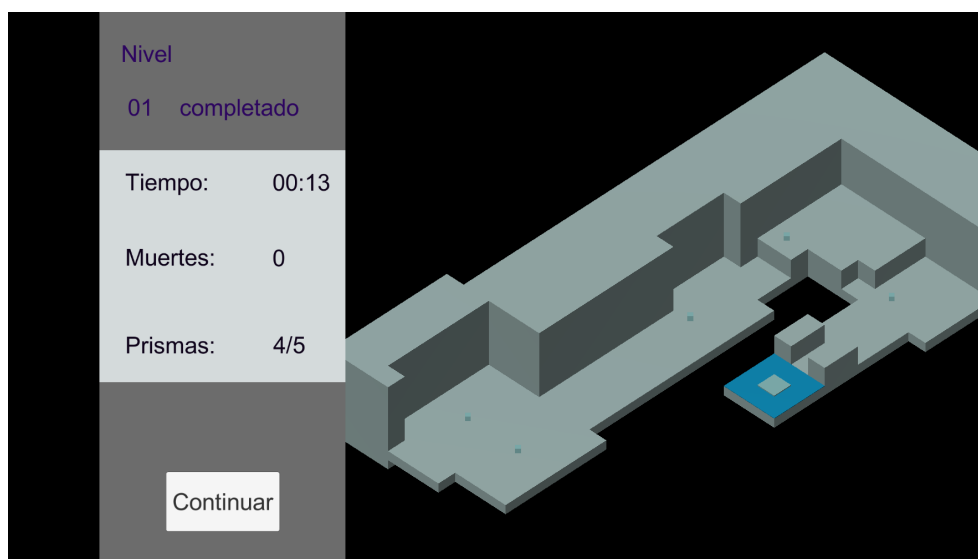 Nivel
01 completado
Tiempo: 00:13
Muertes: 0
Prismas: 4/5
Continuar